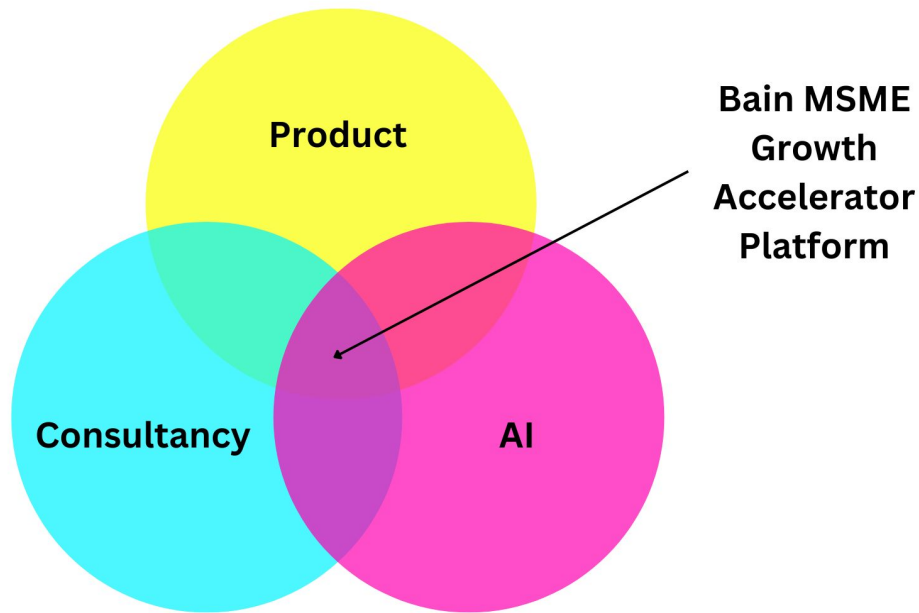 Product
Bain MSME
Growth
Accelerator
Platform
Consultancy
AI